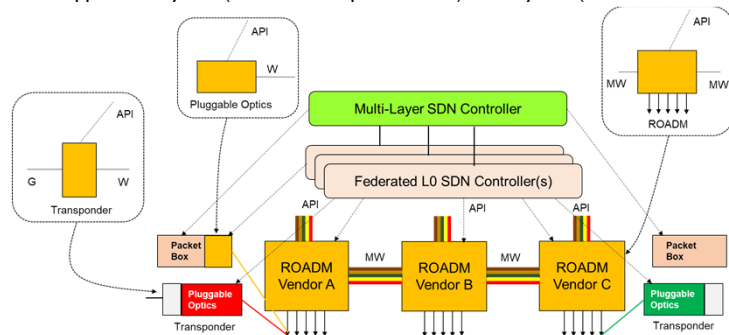 API
W
Pluggable Optics
API
MW
MW
ROADM
API
G
W
Transponder
Multi-Layer SDN Controller
Federated L0 SDN Controller(s)
API
API
API
Packet
Box
ROADM
Vendor A
MW
ROADM
Vendor B
MW
ROADM
Vendor C
Packet
Box
Pluggable
Optics
Transponder
Pluggable
Optics
Transponder